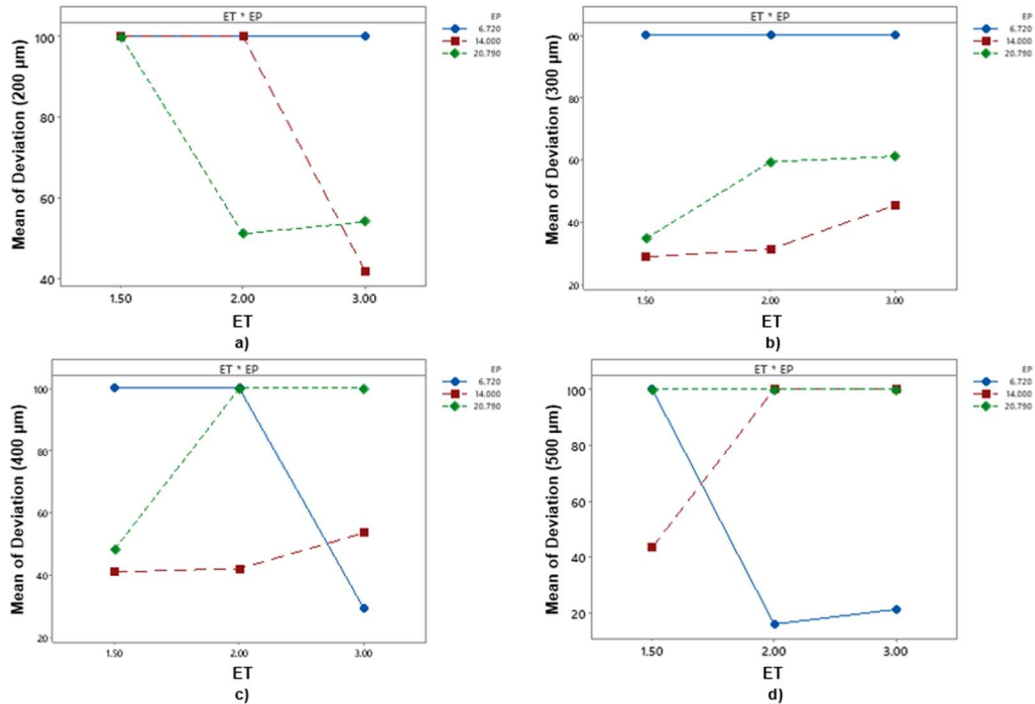 ET * EP
EP
6.720
14.000
20.790
Mean of Deviation (200 µm)
100
80
60
40
1.50 2.00 3.00
ET
a)
ET * EP
EP
6.720
14.000
20.790
Mean of Deviation (300 µm)
00
80
60
40
20
1.50 2.00 3.00
ET
b)
ET * EP
EP
6.720
14.000
20.790
Mean of Deviation (400 µm)
100
80
60
40
20
1.50 2.00 3.00
ET
c)
ET * EP
EP
6.720
14.000
20.790
Mean of Deviation (500 µm)
100
80
60
40
20
1.50 2.00 3.00
ET
d)